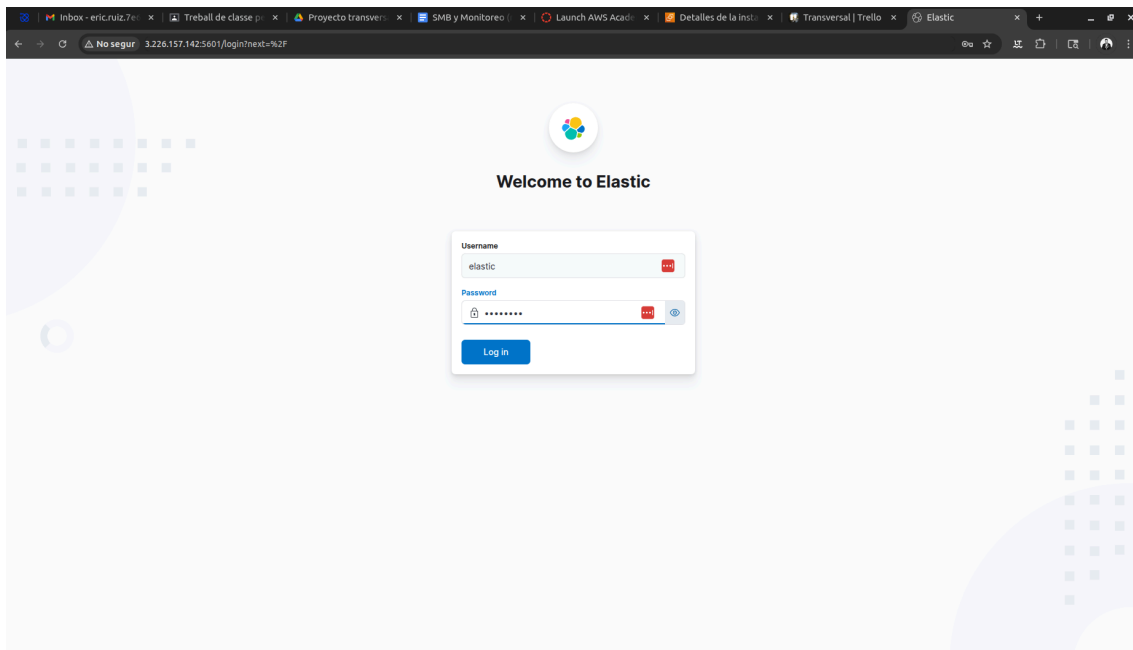 Inbox - eric.ruiz.7e
Treball de classe pe
Proyecto transvers
SMB y Monitoreo
Launch AWS Acade
Detalles de la insta
Transversal | Trello
Elastic
No segur
3.226.157.142:5601/login?next=%2F
Welcome to Elastic
Username
elastic
Password
Log in